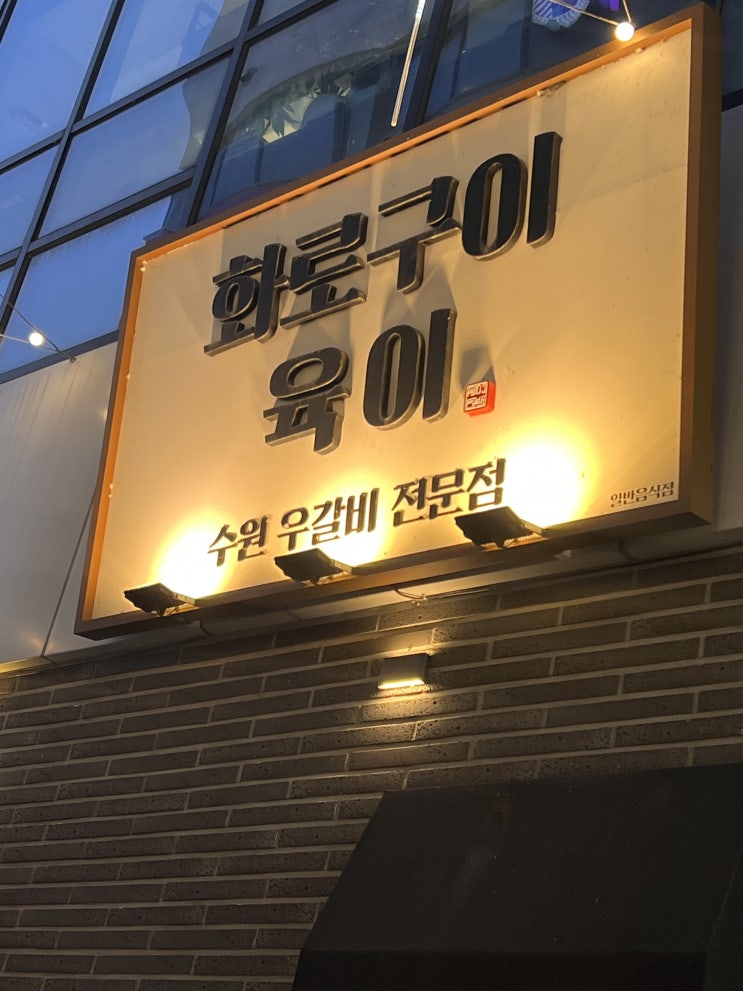 화로구이
육이
수원 우갈비 전문점
일반음식점